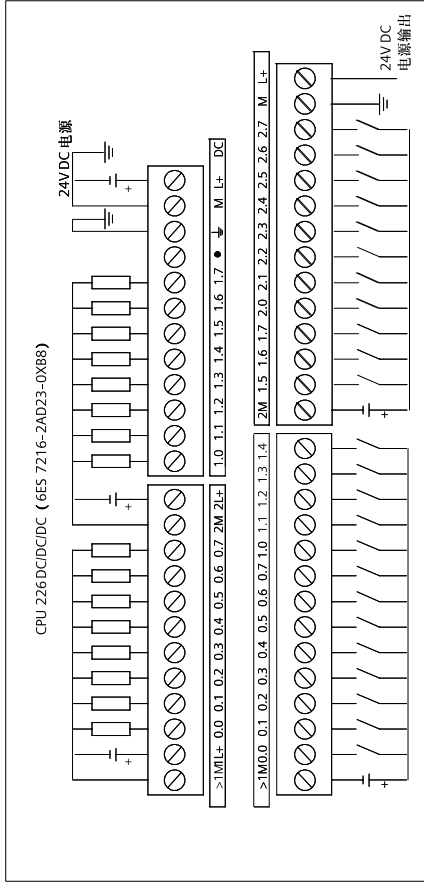 CPU 226 DC/DC/DC ( 6ES 7216-2AD23-0XB8)
24V DC 电源
+
+
+
>1M1L+ 0.0 0.1 0.2 0.3 0.4 0.5 0.6 0.7 2M 2L+
1.0 1.1 1.2 1.3 1.4 1.5 1.6 1.7 • ⏚ M L+ DC
>1M0.0 0.1 0.2 0.3 0.4 0.5 0.6 0.7 1.0 1.1 1.2 1.3 1.4
2M 1.5 1.6 1.7 2.0 2.1 2.2 2.3 2.4 2.5 2.6 2.7 M L+
+
+
24V DC
电源输出